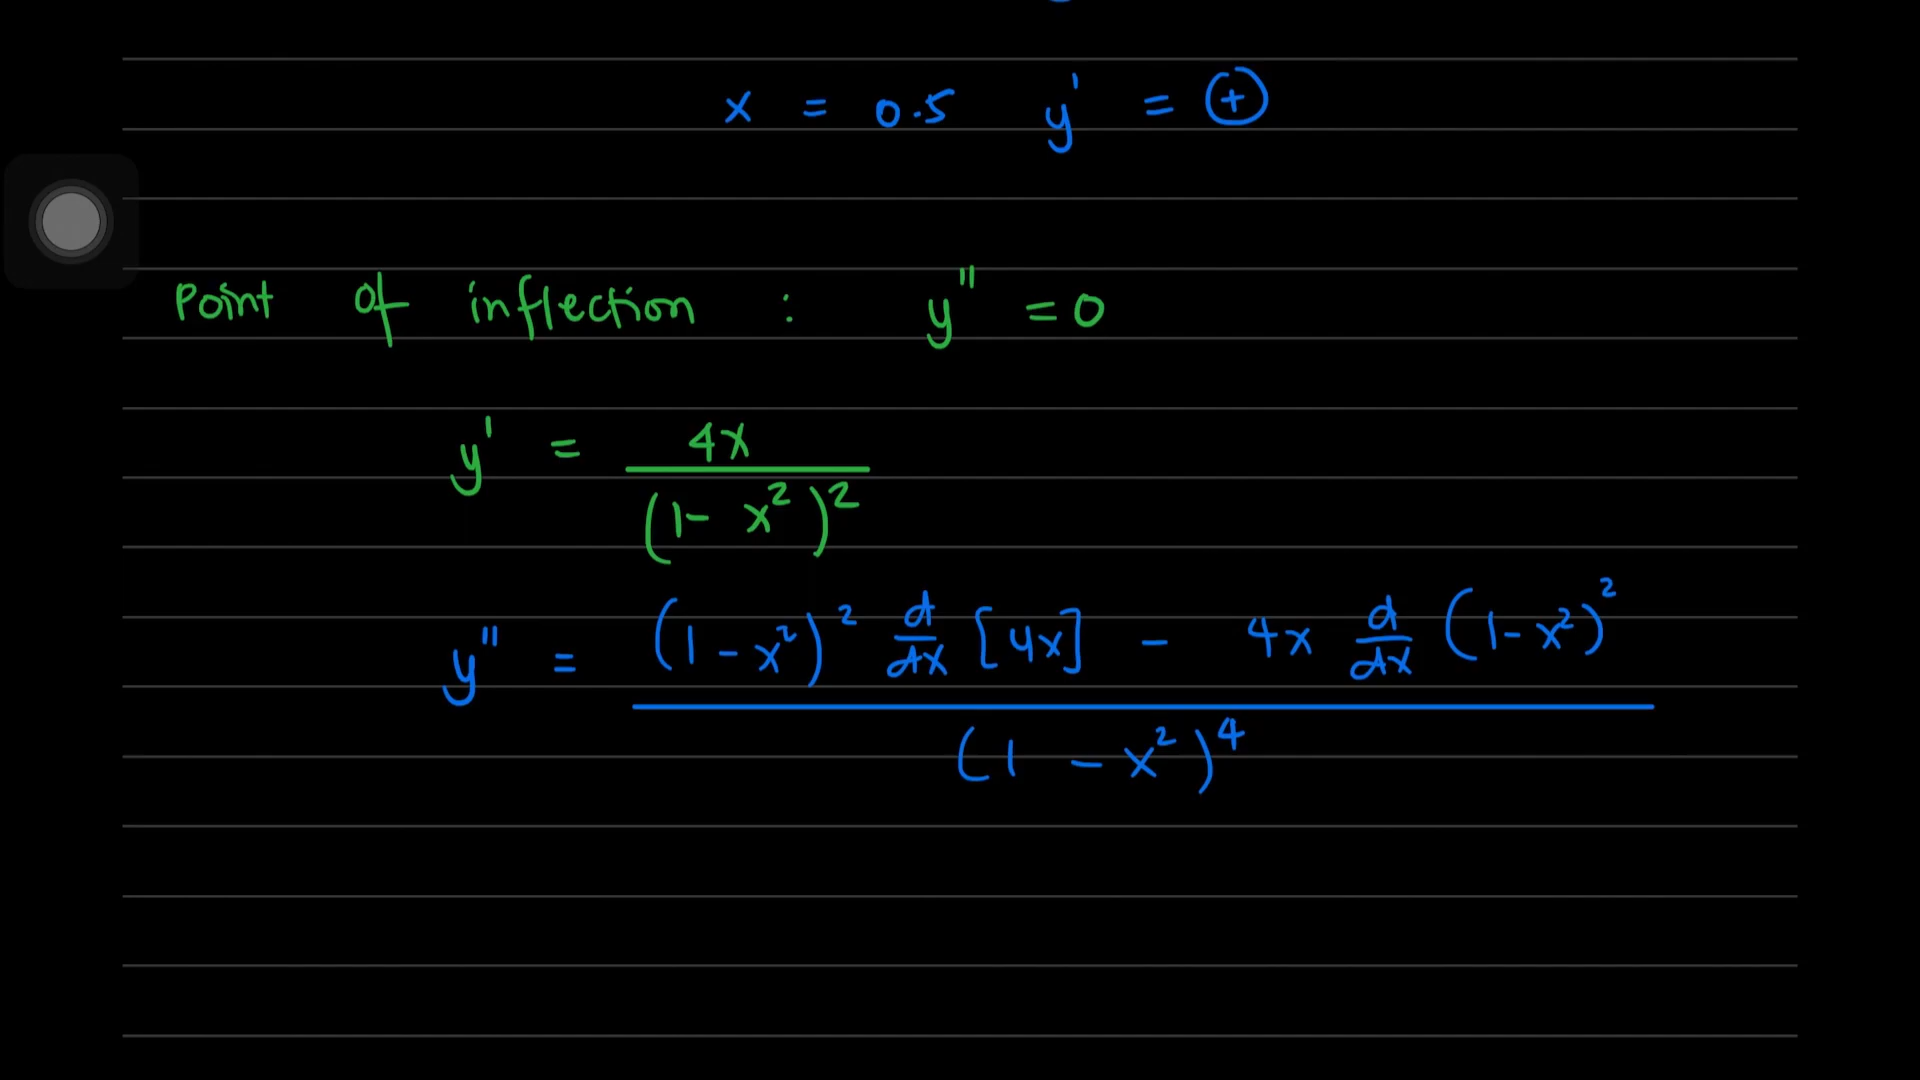 x = 0.5 y' = (+)
Point of inflection : y" = 0
y' = 4x / (1 - x²)²
y" = (1 - x²)² d/dx [4x] - 4x d/dx (1 - x²)² / (1 - x²)⁴